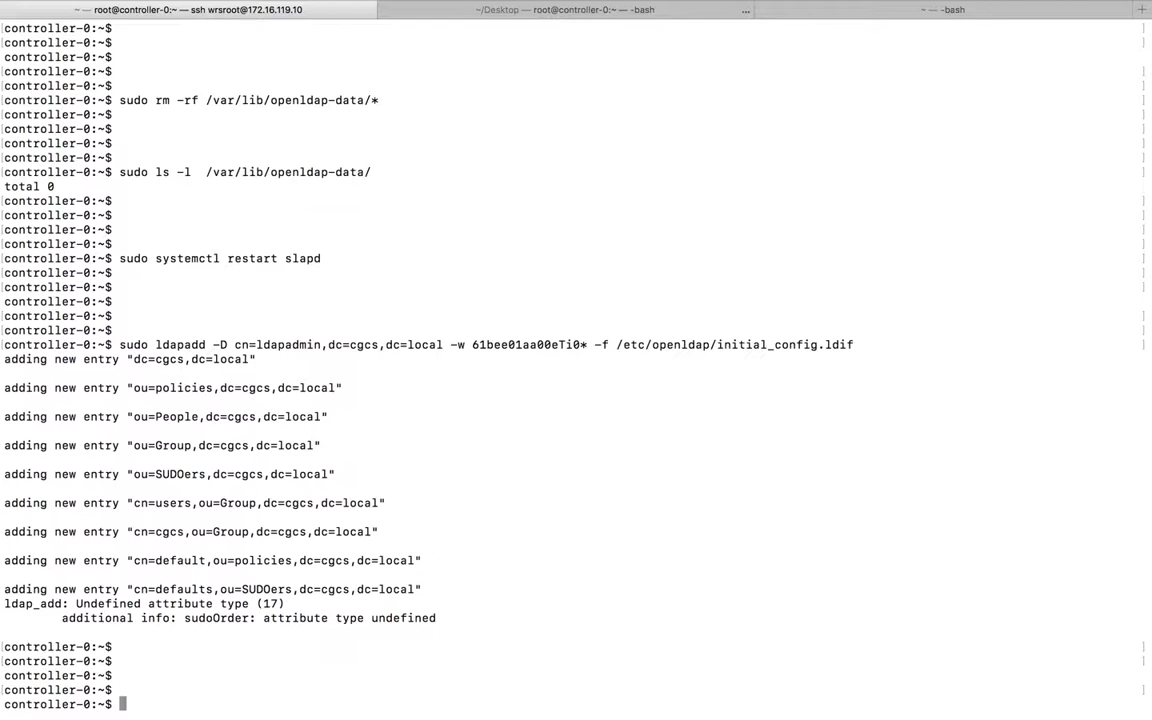 ~ — root@controller-0:~ — ssh wrsroot@172.16.119.10
~/Desktop — root@controller-0:~ — -bash
...
~ — -bash
+
controller-0:~$
controller-0:~$
controller-0:~$
controller-0:~$
controller-0:~$
controller-0:~$ sudo rm -rf /var/lib/openldap-data/*
controller-0:~$
controller-0:~$
controller-0:~$
controller-0:~$
controller-0:~$ sudo ls -l  /var/lib/openldap-data/
total 0
controller-0:~$
controller-0:~$
controller-0:~$
controller-0:~$
controller-0:~$ sudo systemctl restart slapd
controller-0:~$
controller-0:~$
controller-0:~$
controller-0:~$
controller-0:~$
controller-0:~$ sudo ldapadd -D cn=ldapadmin,dc=cgcs,dc=local -w 61bee01aa00eTi0* -f /etc/openldap/initial_config.ldif
adding new entry "dc=cgcs,dc=local"
adding new entry "ou=policies,dc=cgcs,dc=local"
adding new entry "ou=People,dc=cgcs,dc=local"
adding new entry "ou=Group,dc=cgcs,dc=local"
adding new entry "ou=SUDOers,dc=cgcs,dc=local"
adding new entry "cn=users,ou=Group,dc=cgcs,dc=local"
adding new entry "cn=cgcs,ou=Group,dc=cgcs,dc=local"
adding new entry "cn=default,ou=policies,dc=cgcs,dc=local"
adding new entry "cn=defaults,ou=SUDOers,dc=cgcs,dc=local"
ldap_add: Undefined attribute type (17)
additional info: sudoOrder: attribute type undefined
controller-0:~$
controller-0:~$
controller-0:~$
controller-0:~$
controller-0:~$